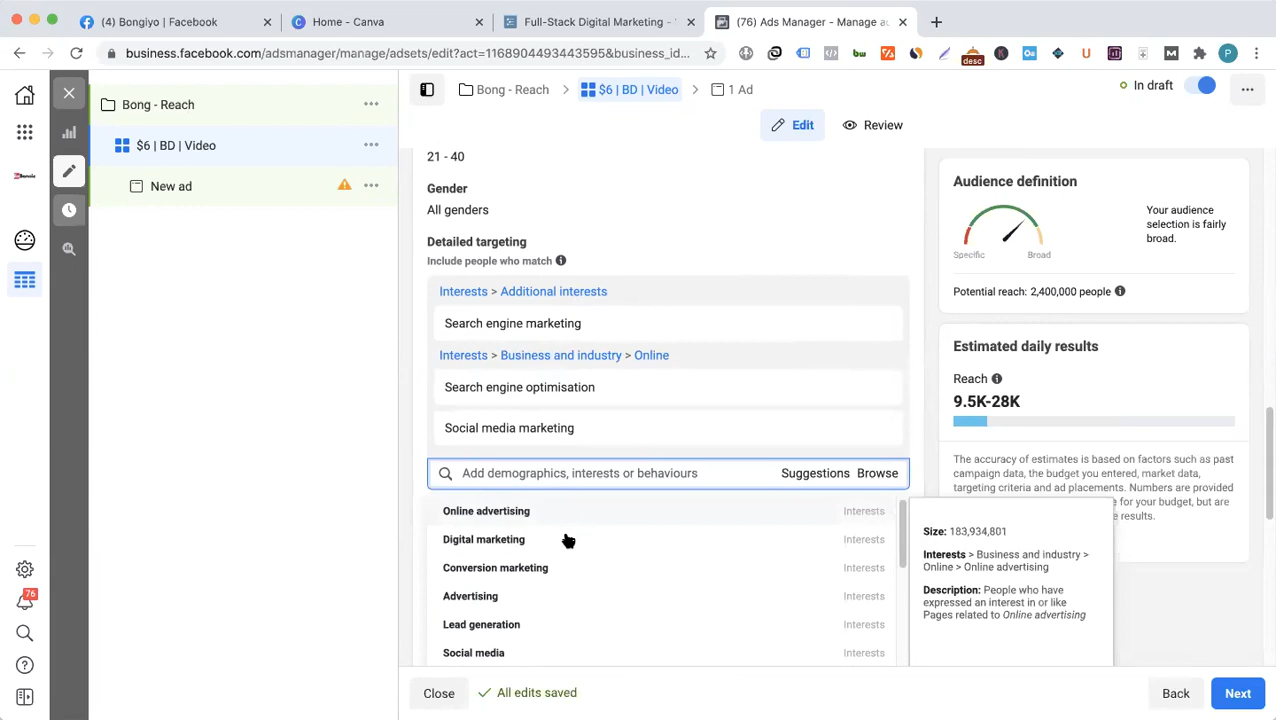 (4) Bongiyo | Facebook
Home - Canva
Full-Stack Digital Marketing -
(76) Ads Manager - Manage ac
business.facebook.com/adsmanager/manage/adsets/edit?act=1168904493443595&business_id...
bw
desc
K
U
M
P
Bong - Reach
$6 | BD | Video
New ad
76
Bong - Reach
$6 | BD | Video
1 Ad
In draft
Edit
Review
21 - 40
Gender
All genders
Detailed targeting
Include people who match
Interests > Additional interests
Search engine marketing
Interests > Business and industry > Online
Search engine optimisation
Social media marketing
Add demographics, interests or behaviours
Suggestions
Browse
Online advertising
Interests
Digital marketing
Interests
Conversion marketing
Interests
Advertising
Interests
Lead generation
Interests
Social media
Interests
Size: 183,934,801
Interests > Business and industry >
Online > Online advertising
Description: People who have
expressed an interest in or like
Pages related to Online advertising
Audience definition
Specific
Broad
Your audience
selection is fairly
broad.
Potential reach: 2,400,000 people
Estimated daily results
Reach
9.5K-28K
The accuracy of estimates is based on factors such as past
campaign data, the budget you entered, market data,
targeting criteria and ad placements. Numbers are provided
e for your budget, but are
e results.
Close
All edits saved
Back
Next